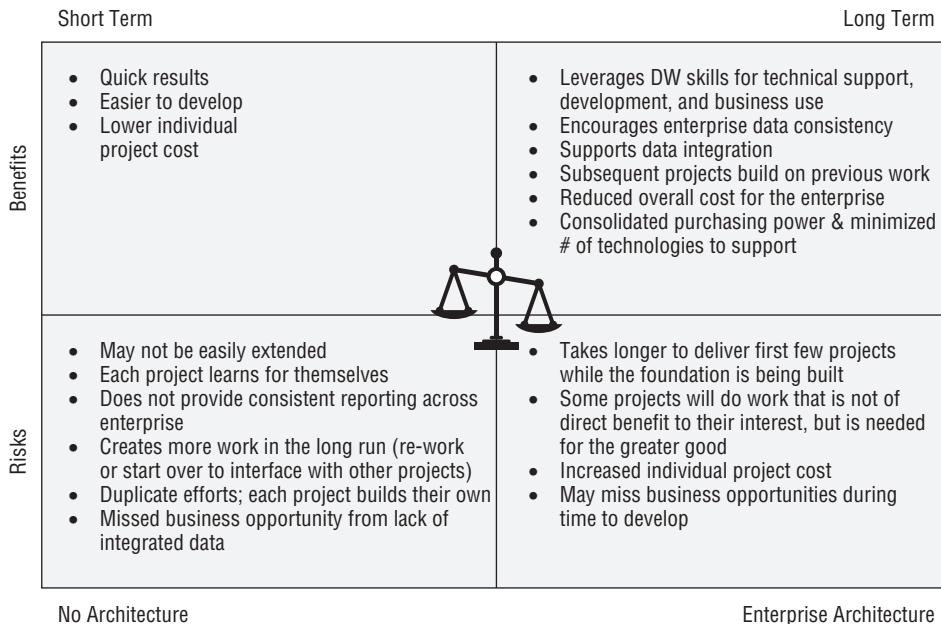 Short Term
Long Term
Benefits
• Quick results
• Easier to develop
• Lower individual
project cost
• Leverages DW skills for technical support,
development, and business use
• Encourages enterprise data consistency
• Supports data integration
• Subsequent projects build on previous work
• Reduced overall cost for the enterprise
• Consolidated purchasing power & minimized
# of technologies to support
Risks
• May not be easily extended
• Each project learns for themselves
• Does not provide consistent reporting across
enterprise
• Creates more work in the long run (re-work
or start over to interface with other projects)
• Duplicate efforts; each project builds their own
• Missed business opportunity from lack of
integrated data
• Takes longer to deliver first few projects
while the foundation is being built
• Some projects will do work that is not of
direct benefit to their interest, but is needed
for the greater good
• Increased individual project cost
• May miss business opportunities during
time to develop
No Architecture
Enterprise Architecture